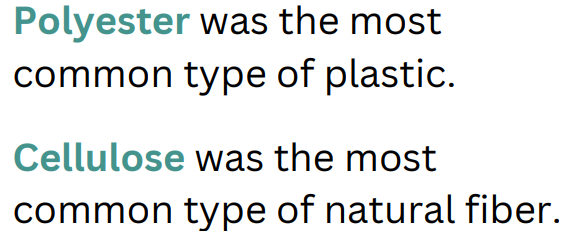 Polyester was the most
common type of plastic.
Cellulose was the most
common type of natural fiber.